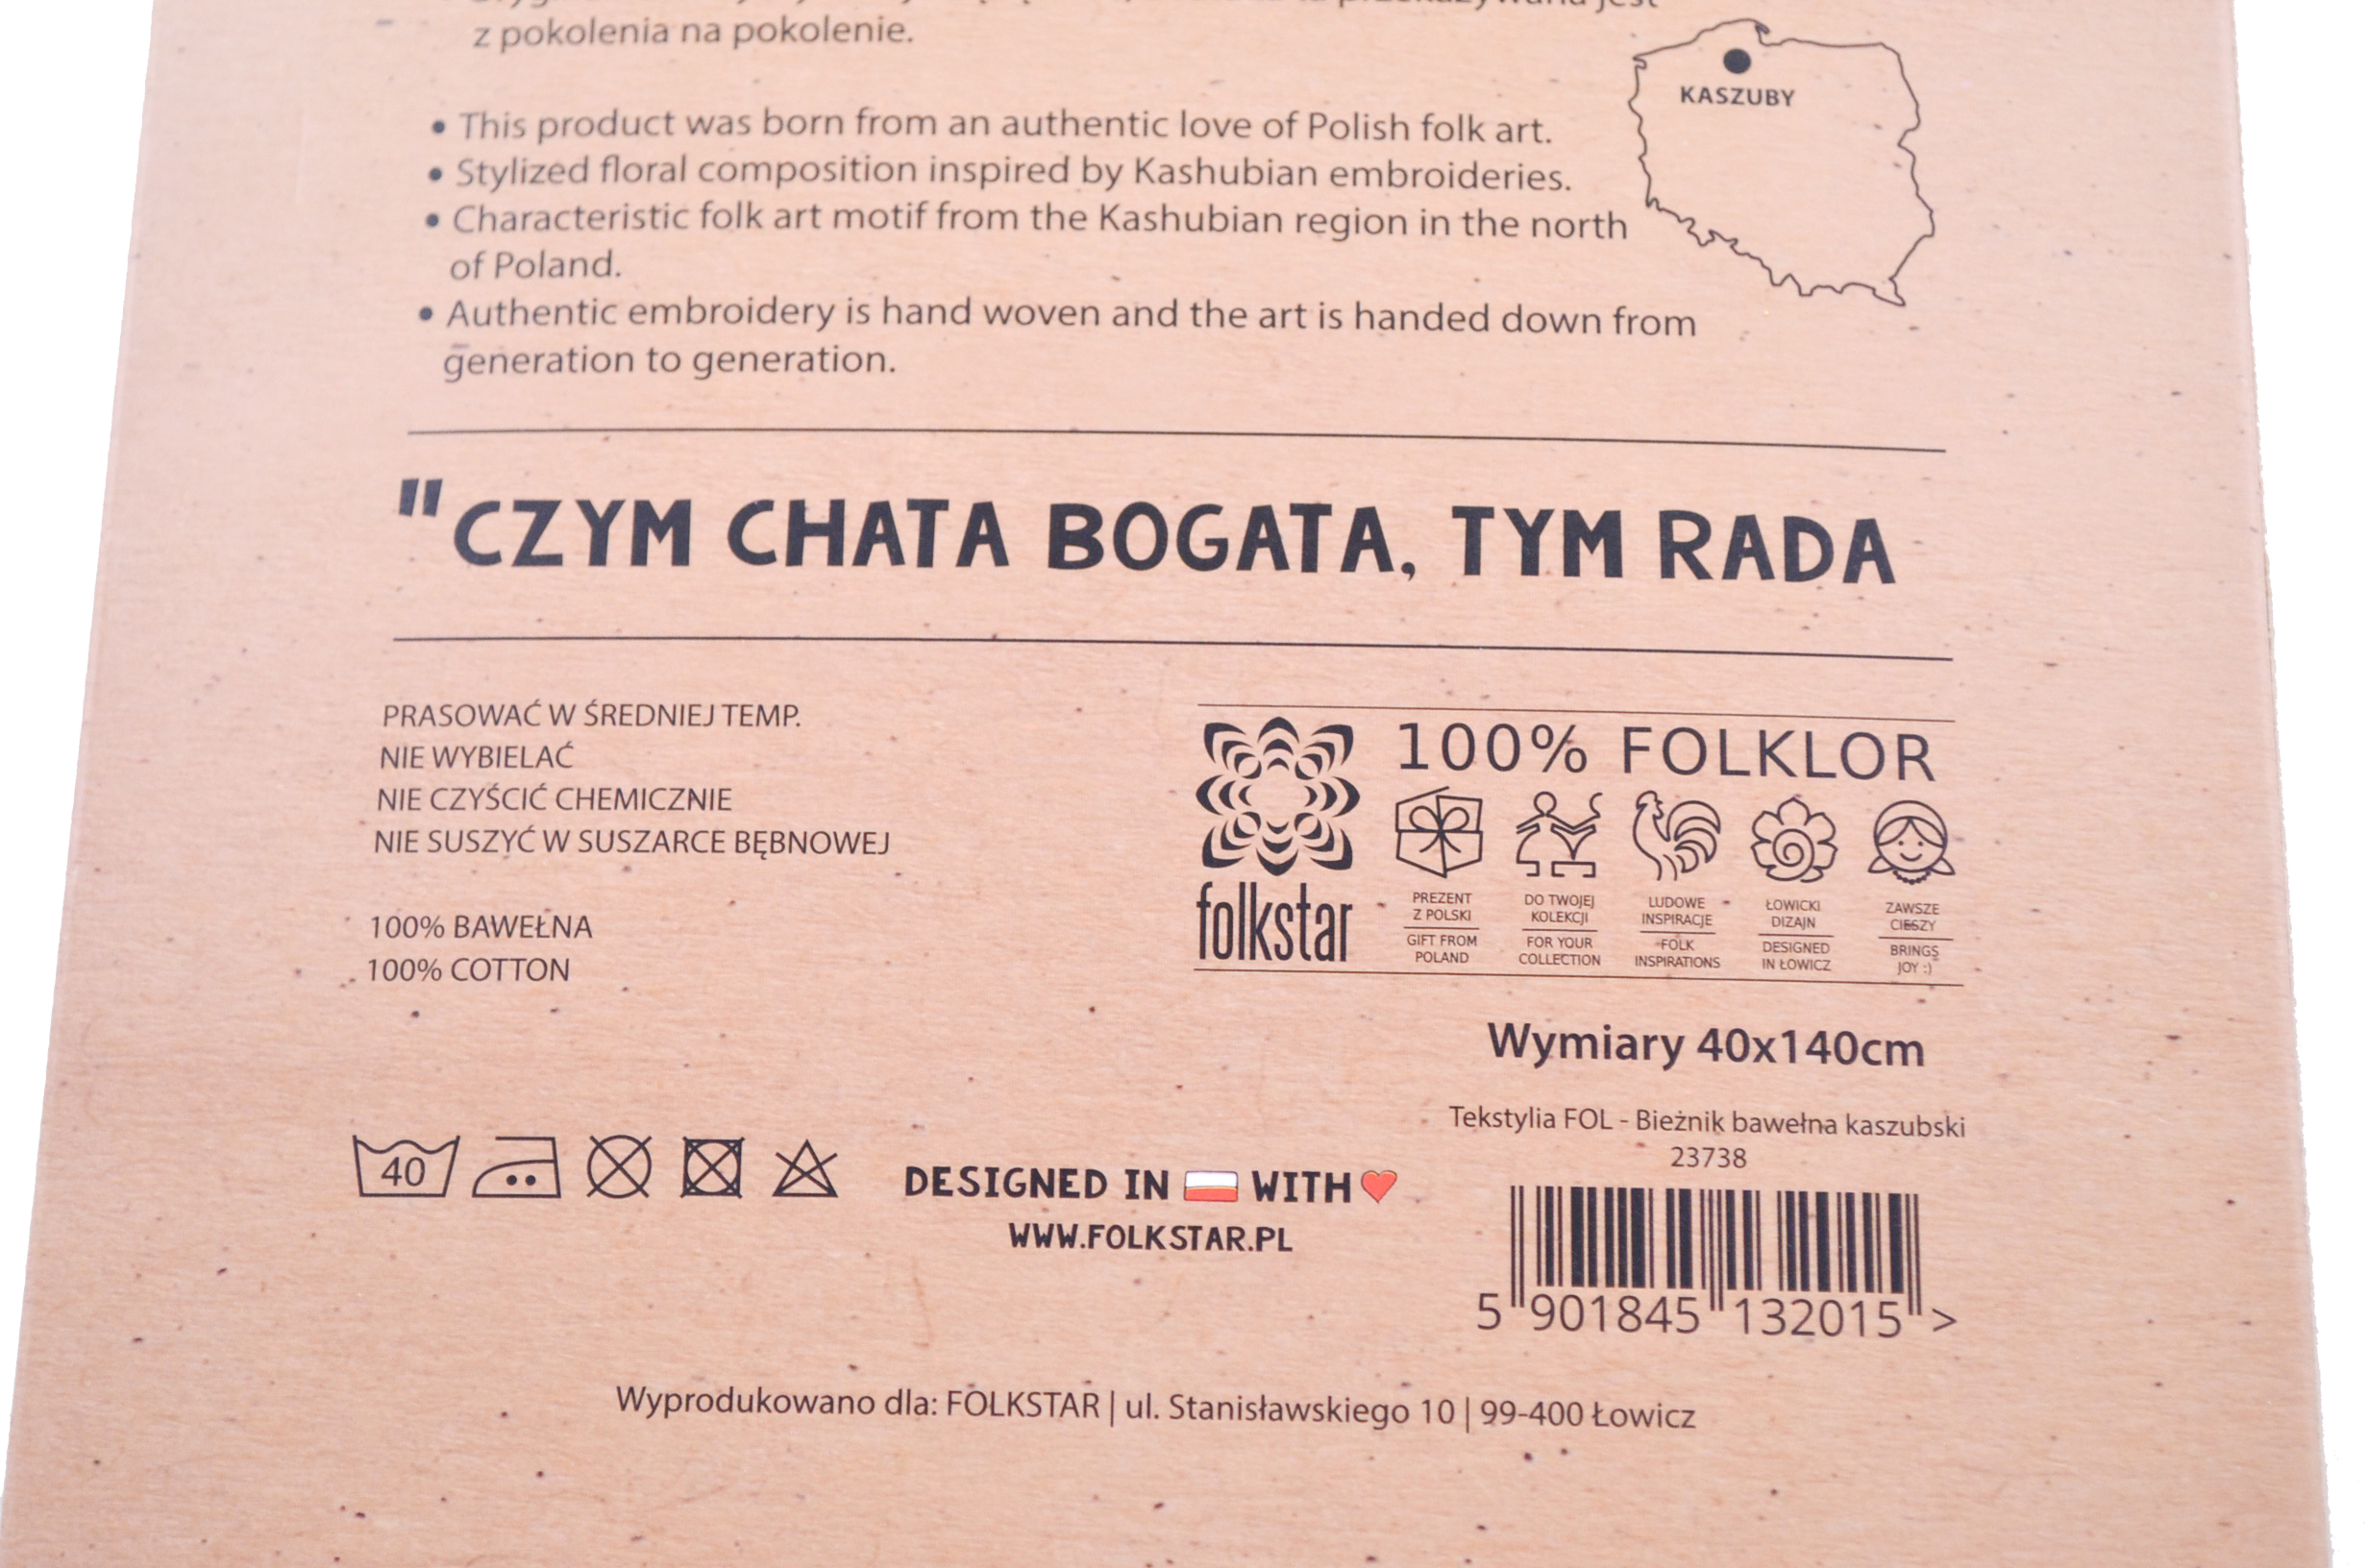 przekazywana jest
z pokolenia na pokolenie.
KASZUBY
• This product was born from an authentic love of Polish folk art.
• Stylized floral composition inspired by Kashubian embroideries.
• Characteristic folk art motif from the Kashubian region in the north
of Poland.
• Authentic embroidery is hand woven and the art is handed down from
generation to generation.
"CZYM CHATA BOGATA, TYM RADA
PRASOWAĆ W ŚREDNIEJ TEMP.
NIE WYBIELAĆ
NIE CZYŚCIĆ CHEMICZNIE
NIE SUSZYĆ W SUSZARCE BĘBNOWEJ
100% BAWEŁNA
100% COTTON
folkstar
100% FOLKLOR
PREZENT
Z POLSKI
GIFT FROM
POLAND
DO TWOJEJ
KOLEKCJI
FOR YOUR
COLLECTION
LUDOWE
INSPIRACJE
FOLK
INSPIRATIONS
ŁOWICKI
DIZAJN
DESIGNED
IN ŁOWICZ
ZAWSZE
CIESZY
BRINGS
JOY :)
Wymiary 40x140cm
Tekstylia FOL - Bieżnik bawełna kaszubski
23738
40
DESIGNED IN WITH
WWW.FOLKSTAR.PL
5 901845 132015 >
Wyprodukowano dla: FOLKSTAR | ul. Stanisławskiego 10 | 99-400 Łowicz